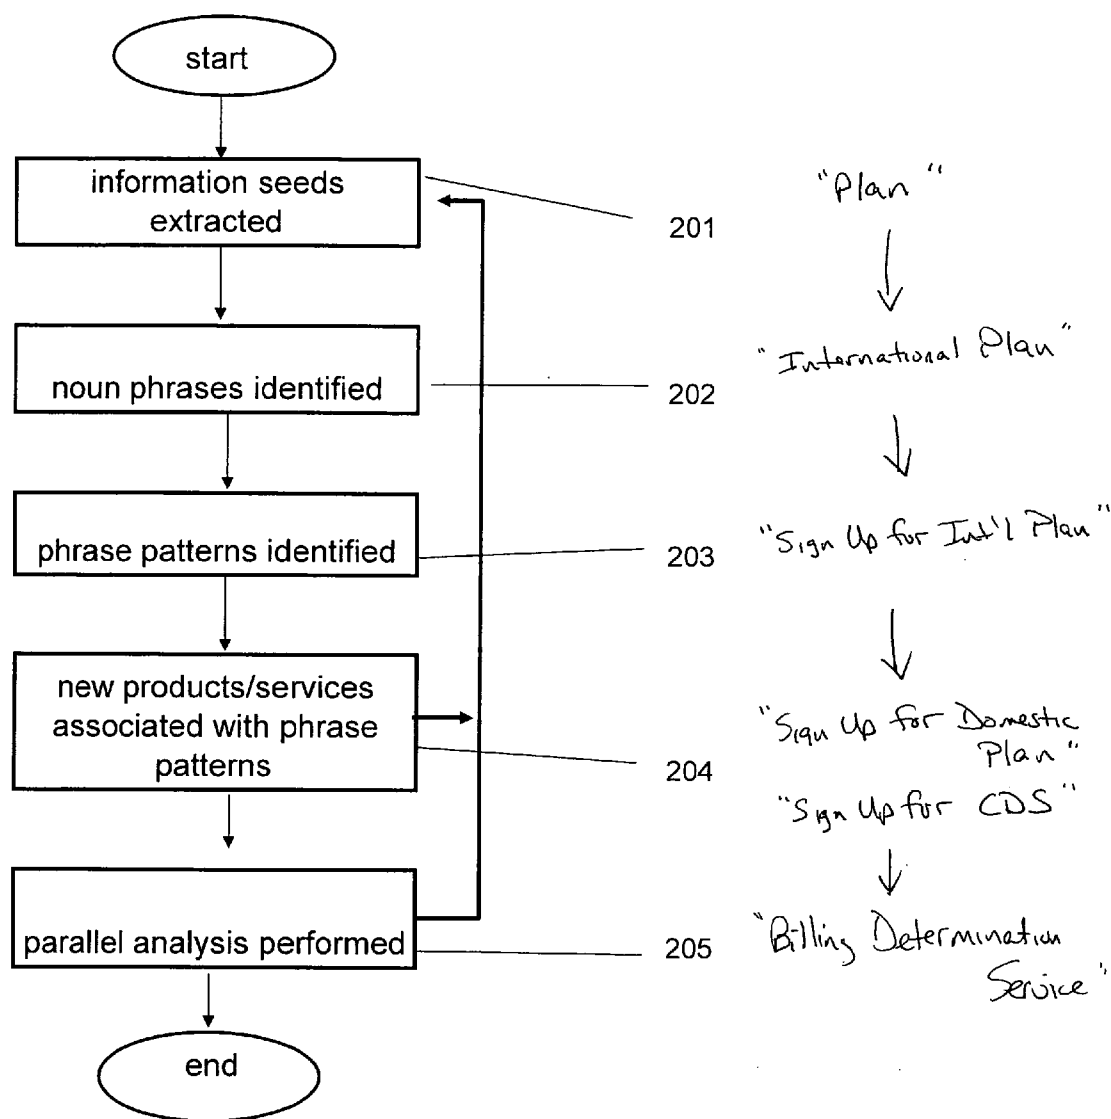 start
information seeds
extracted
201
"Plan"
noun phrases identified
202
"International Plan"
phrase patterns identified
203
"Sign Up for Int'l Plan"
new products/services
associated with phrase
patterns
204
"Sign Up for Domestic
Plan"
"Sign Up for CDS"
parallel analysis performed
205
"Billing Determination
Service"
end